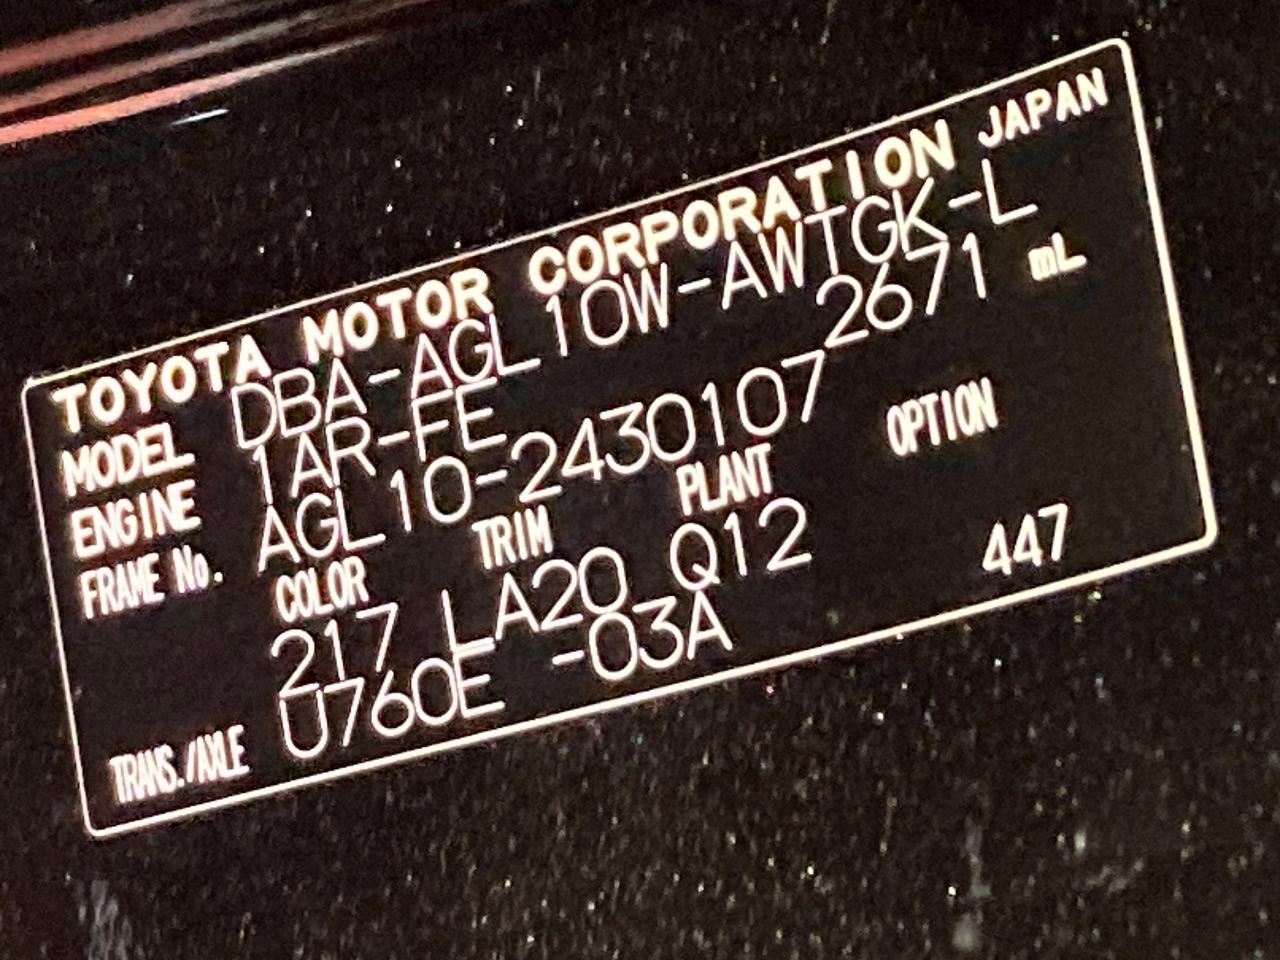 TOYOTA MOTOR CORPORATION JAPAN
MODEL DBA-AGL10W-AWTGK-L
ENGINE 1AR-FE 2671 mL
FRAME No. AGL10-2430107
COLOR TRIM PLANT OPTION
217 LA20 Q12 447
TRANS./AXLE U760E -03A